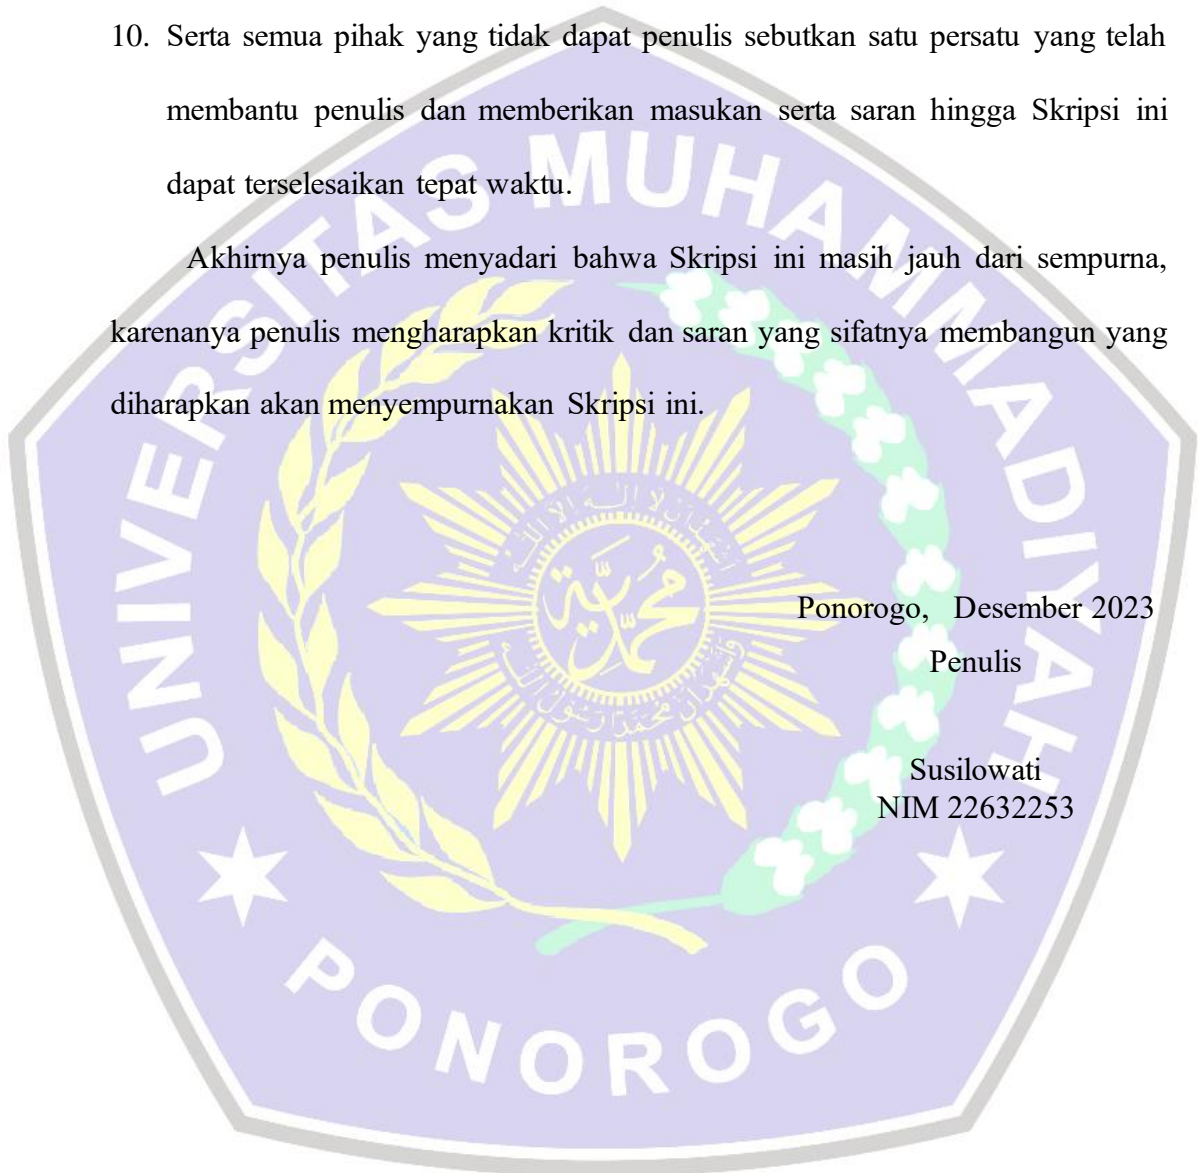 10. Serta semua pihak yang tidak dapat penulis sebutkan satu persatu yang telah
membantu penulis dan memberikan masukan serta saran hingga Skripsi ini
dapat terselesaikan tepat waktu.
Akhirnya penulis menyadari bahwa Skripsi ini masih jauh dari sempurna,
karenanya penulis mengharapkan kritik dan saran yang sifatnya membangun yang
diharapkan akan menyempurnakan Skripsi ini.
Ponorogo, Desember 2023
Penulis
Susilowati
NIM 22632253
UNIVERSITAS MUHAMMADIYAH
PONOROGO
محمدية